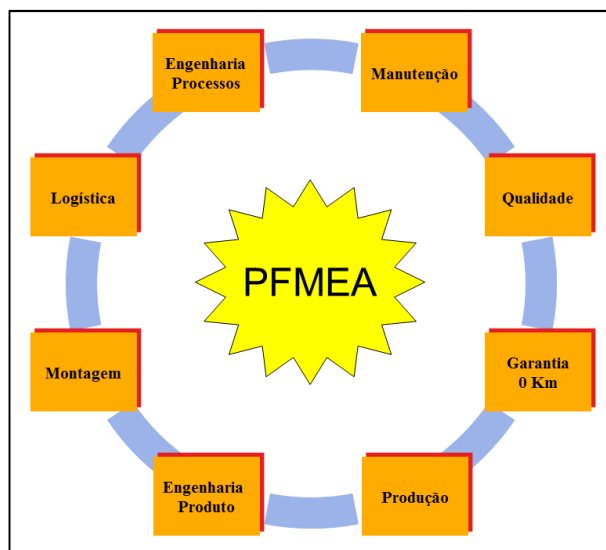 Engenharia
Processos
Manutenção
Logística
Qualidade
PFMEA
Montagem
Garantia
0 Km
Engenharia
Produto
Produção